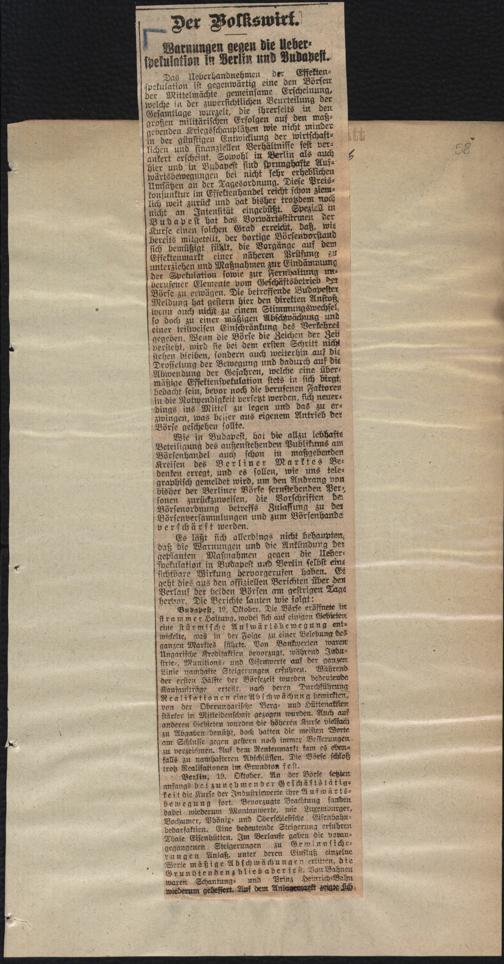 Der Volkswirt.
Warnungen gegen die Ueber-
spekulation in Berlin und Budapest.
Das Ueberhandnehmen der Effekten-
spekulation ist gegenwärtig eine den Börsen
der Mittelmächte gemeinsame Erscheinung,
welche in der zuversichtlichen Beurteilung der
Gesamtlage wurzelt, die ihrerseits in den
großen militärischen Erfolgen auf den maß-
gebenden Kriegsschauplätzen wie nicht minder
in der günstigen Entwicklung der wirtschaft-
lichen und finanziellen Verhältnisse fest ver-
ankert erscheint. Sowohl in Berlin als auch
hier und in Budapest sind sprunghafte Auf-
wärtsbewegungen bei nicht sehr erheblichen
Umsätzen an der Tagesordnung. Diese Preis-
konjunktur im Effektenhandel reicht schon ziem-
lich weit zurück und hat bisher trotzdem noch
nicht an Intensität eingebüßt. Speziell in
Budapest hat das Vorwärtsstürmen der
Kurse einen solchen Grad erreicht, daß, wie
bereits mitgeteilt, der dortige Börsenvorstand
sich bemüßigt fühlt, die Vorgänge auf dem
Effektenmarkt einer näheren Prüfung zu
unterziehen und Maßnahmen zur Eindämmung
der Spekulation sowie zur Fernhaltung un-
berufener Elemente vom Geschäftsbetrieb der
Börse zu erwägen. Die betreffende Budapester
Meldung hat gestern hier den direkten Anstoß,
wenn auch nicht zu einem Stimmungswechsel,
so doch zu einer mäßigen Abschwächung und
einer teilweisen Einschränkung des Verkehres
gegeben. Wenn die Börse die Zeichen der Zeit
versteht, wird sie bei dem ersten Schritt nicht
stehen bleiben, sondern auch weiterhin auf die
Drosselung der Bewegung und dadurch auf die
Abwendung der Gefahren, welche eine über-
mäßige Effektenspekulation stets in sich birgt,
bedacht sein, bevor noch die berufenen Faktoren
in die Notwendigkeit versetzt werden, sich neuer-
dings ins Mittel zu legen und das zu er-
zwingen, was besser aus eigenem Antrieb der
Börse geschehen sollte.
Wie in Budapest, hat die allzu lebhafte
Beteiligung des außenstehenden Publikums am
Börsenhandel auch schon in maßgebenden
Kreisen des Berliner Marktes Be-
denken erregt, und es sollen, wie uns tele-
graphisch gemeldet wird, um den Andrang von
bisher der Berliner Börse fernstehenden Per-
sonen zurückzuweisen, die Vorschriften der
Börsenordnung betreffs Zulassung zu den
Börsenversammlungen und zum Börsenhandel
verschärft werden.
Es läßt sich allerdings nicht behaupten,
daß die Warnungen und die Ankündung der
geplanten Maßnahmen gegen die Ueber-
spekulation in Budapest und Berlin selbst eine
sichtbare Wirkung hervorgerufen haben. Es
geht dies aus den offiziellen Berichten über den
Verlauf der beiden Börsen am gestrigen Tage
hervor. Die Berichte lauten wie folgt:
Budapest, 19. Oktober. Die Börse eröffnete in
strammer Haltung, wobei sich auf einigen Gebieten
eine stürmische Aufwärtsbewegung ent-
wickelte, was in der Folge zu einer Belebung des
ganzen Marktes führte. Von Bankwerten waren
Ungarische Kreditaktien bevorzugt, während Indu-
strie-, Munitions- und Eisenwerte auf der ganzen
Linie namhafte Steigerungen erfuhren. Während
der ersten Hälfte der Börsezeit wurden bedeutende
Kaufaufträge erteilt, nach deren Durchführung
Realisationen eine Abschwächung bewirkten,
von der Oberungarische Berg- und Hüttenaktien
stärker in Mitleidenschaft gezogen wurden. Auch auf
anderen Gebieten wurden die höheren Kurse vielfach
zu Abgaben benützt, doch hatten die meisten Werte
am Schlusse gegen gestern noch immer Besserungen
zu verzeichnen. Auf dem Rentenmarkt kam es eben-
falls zu namhafteren Abschlüssen. Die Börse schloß
trotz Realisationen im Grundton fest.
Berlin, 19. Oktober. An der Börse setzten
anfangs bei zunehmender Geschäftstätig-
keit die Kurse der Industriewerte ihre Aufwärts-
bewegung fort. Bevorzugte Beachtung fanden
dabei wiederum Montanwerte, wie Luxemburger,
Bochumer, Phönix- und Oberschlesische Eisenbahn-
bedarfsaktien. Eine bedeutende Steigerung erfuhren
Thale Eisenhütten. Im Verlaufe gaben die voran-
gegangenen Steigerungen zu Gewinnsiche-
rungen Anlaß, unter deren Einfluß einzelne
Werte mäßige Abschwächungen erlitten, die
Grundtendenz blieb aber fest. Von Bahnen
waren Schantung- und Prinz Heinrich-Bahn
wiederum gebessert. Auf dem Anlagemarkt zeigte sich
58